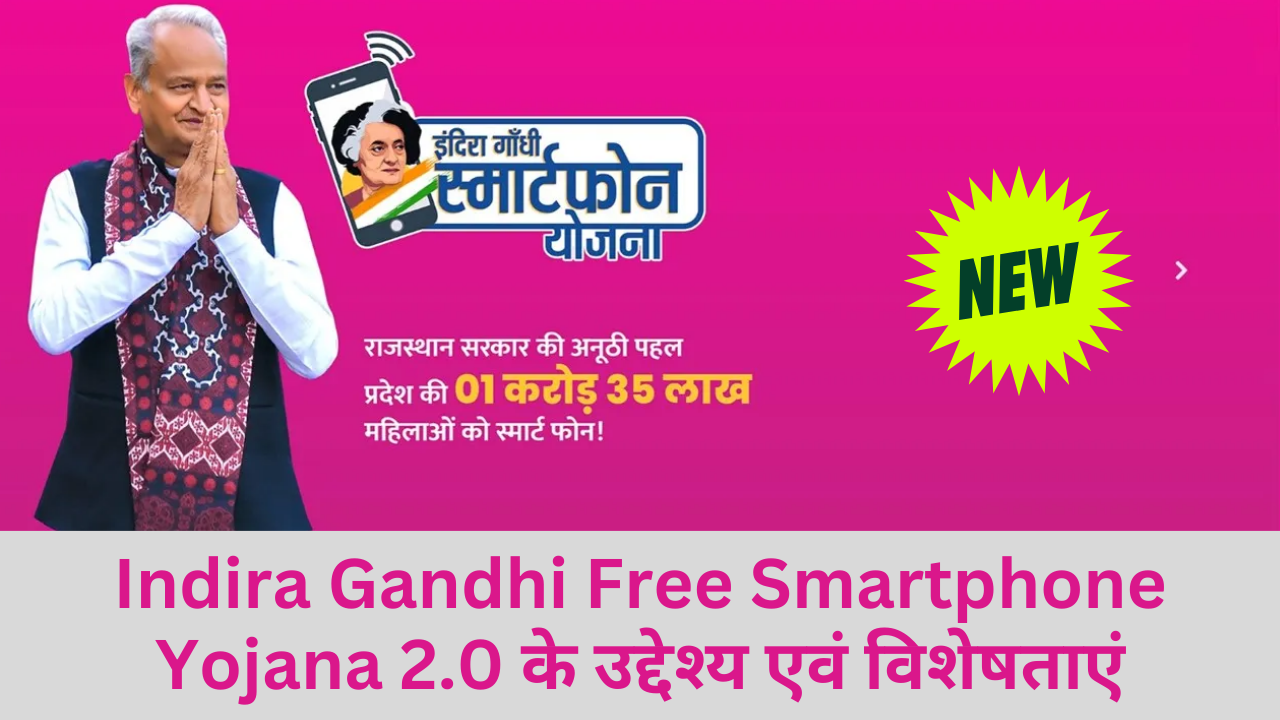 इंदिरा गाँधी
स्मार्टफोन
योजना
राजस्थान सरकार की अनूठी पहल
प्रदेश की 01 करोड़ 35 लाख
महिलाओं को स्मार्ट फोन!
NEW
Indira Gandhi Free Smartphone
Yojana 2.0 के उद्देश्य एवं विशेषताएं